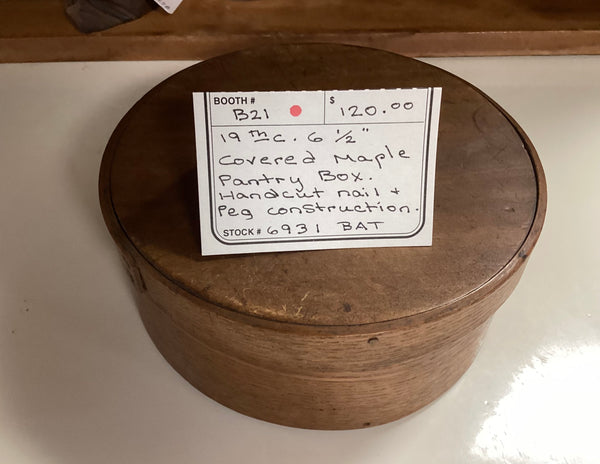 BOOTH # B21 $ 120.00
19th c. 6 1/2"
Covered Maple
Pantry Box.
Handcut nail +
Peg construction.
STOCK # 6931 BAT